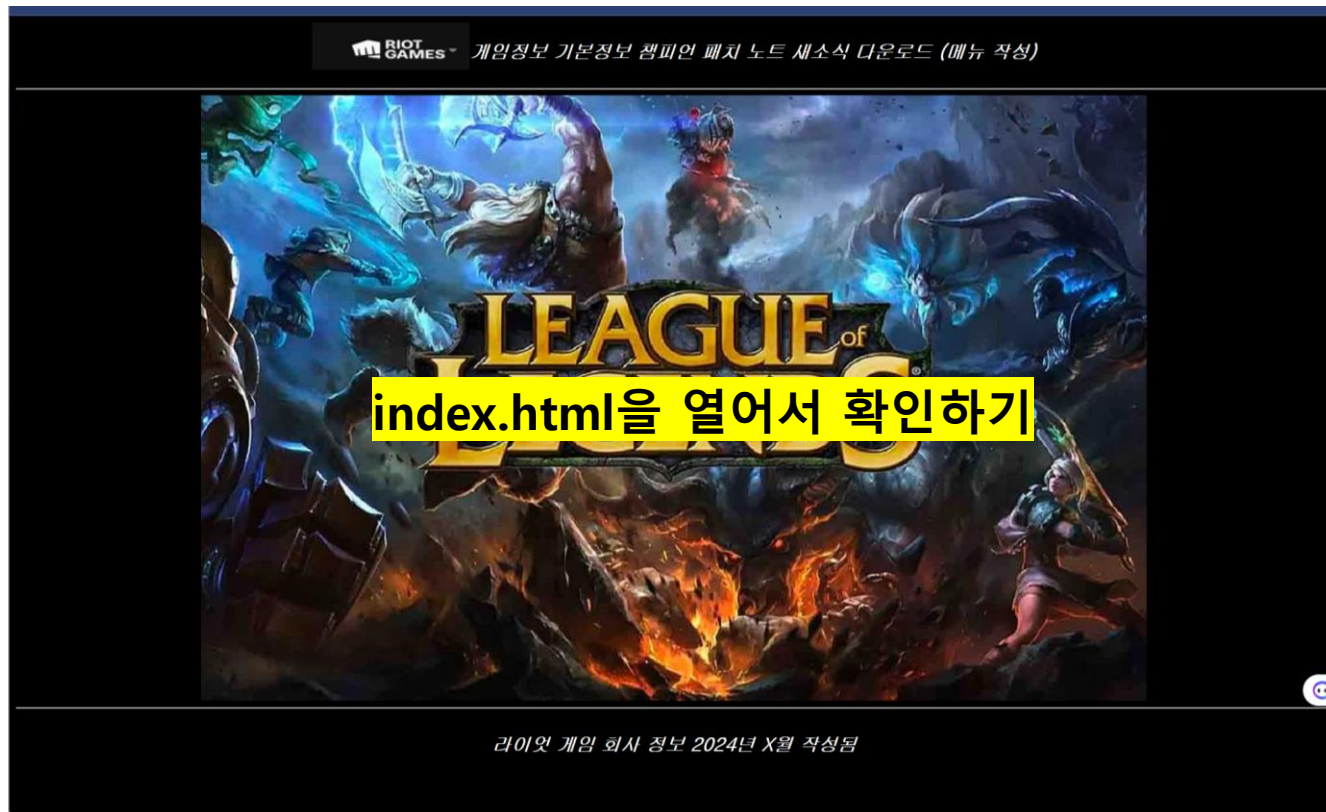 RIOT
GAMES
게임정보 기본정보 챔피언 패치 노트 새소식 다운로드 (메뉴 작성)
LEAGUE of
LEGENDS
index.html을 열어서 확인하기
라이엇 게임 회사 정보 2024년 X월 작성됨